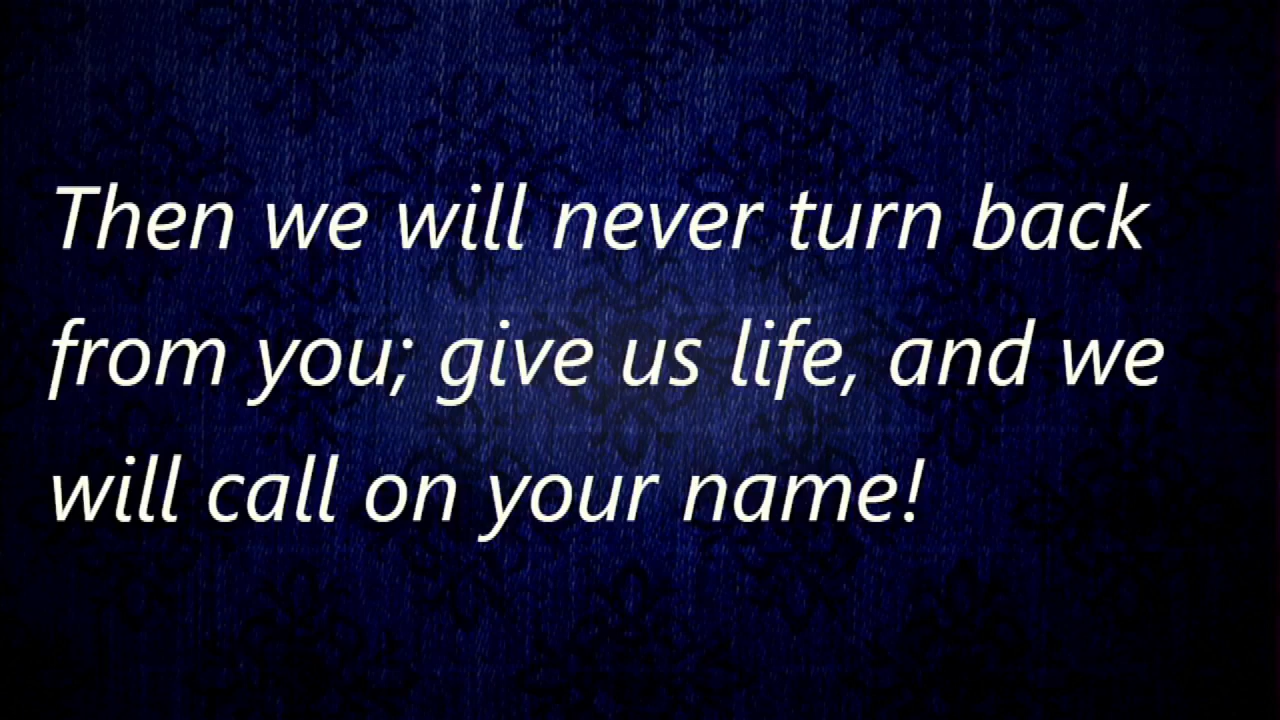 Then we will never turn back
from you; give us life, and we
will call on your name!